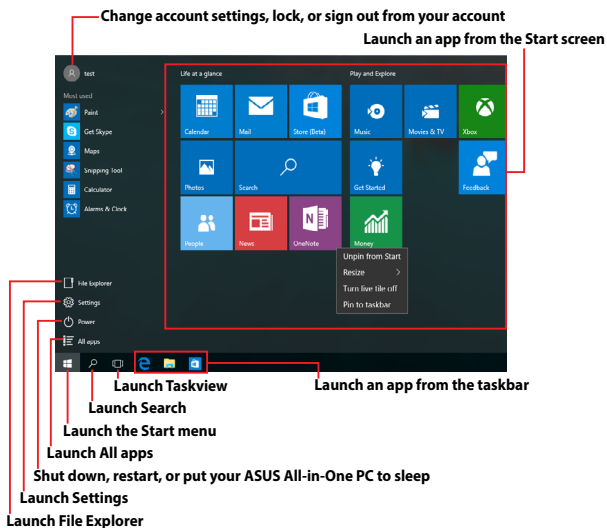 Change account settings, lock, or sign out from your account
Launch an app from the Start screen
test
Life at a glance
Play and Explore
Most used
Paint
Get Skype
Maps
Snipping Tool
Calculator
Alarms & Clock
Calendar
Mail
Store (Beta)
Music
Movies & TV
Xbox
Photos
Search
Get Started
Feedback
People
News
OneNote
Money
Unpin from Start
Resize
Turn live tile off
Pin to taskbar
File Explorer
Settings
Power
All apps
Launch Taskview
Launch an app from the taskbar
Launch Search
Launch the Start menu
Launch All apps
Shut down, restart, or put your ASUS All-in-One PC to sleep
Launch Settings
Launch File Explorer